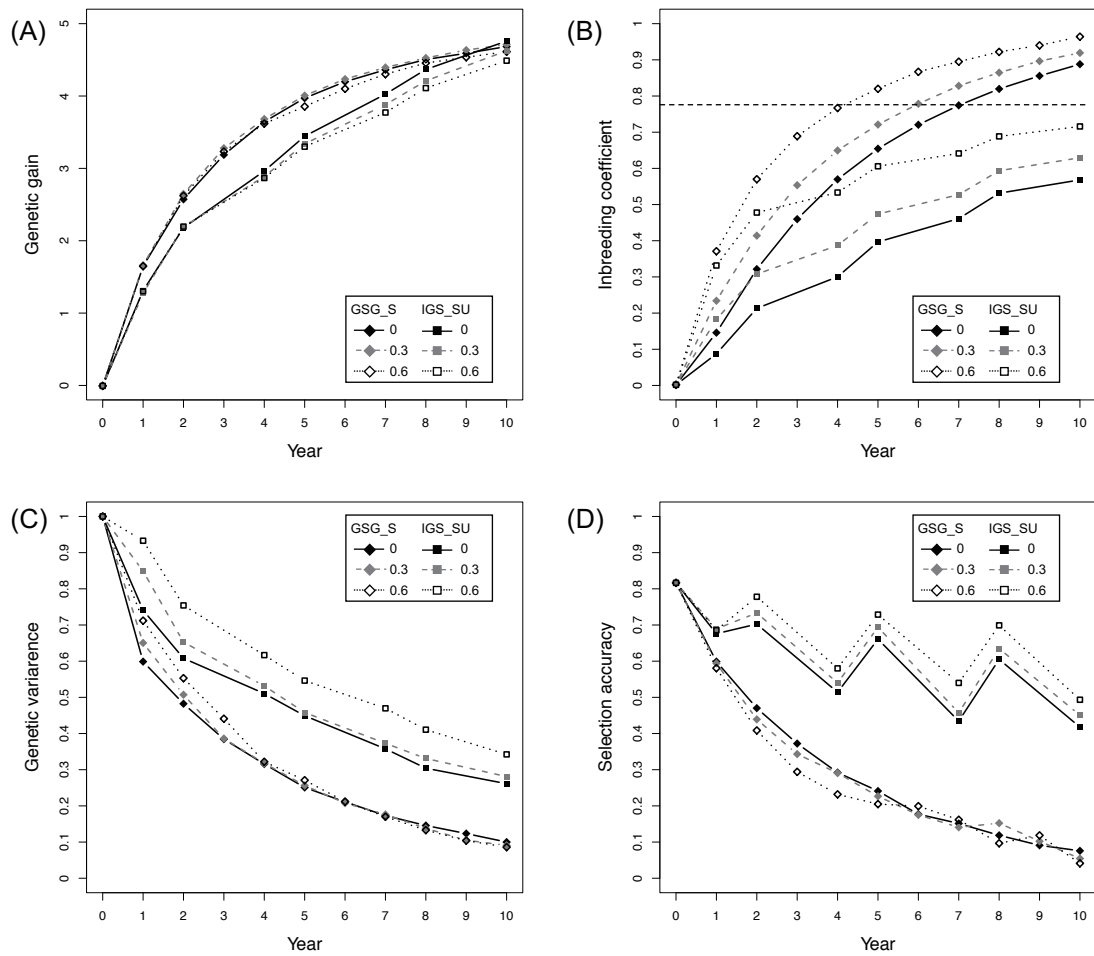 (A)
Genetic gain
5
4
3
2
1
0
GSG_S IGS_SU
0 0
0.3 0.3
0.6 0.6
0 1 2 3 4 5 6 7 8 9 10
Year
(B)
Inbreeding coefficient
1
0.9
0.8
0.7
0.6
0.5
0.4
0.3
0.2
0.1
0
GSG_S IGS_SU
0 0
0.3 0.3
0.6 0.6
0 1 2 3 4 5 6 7 8 9 10
Year
(C)
Genetic variarence
1
0.9
0.8
0.7
0.6
0.5
0.4
0.3
0.2
0.1
0
GSG_S IGS_SU
0 0
0.3 0.3
0.6 0.6
0 1 2 3 4 5 6 7 8 9 10
Year
(D)
Selection accuracy
1
0.9
0.8
0.7
0.6
0.5
0.4
0.3
0.2
0.1
0
GSG_S IGS_SU
0 0
0.3 0.3
0.6 0.6
0 1 2 3 4 5 6 7 8 9 10
Year